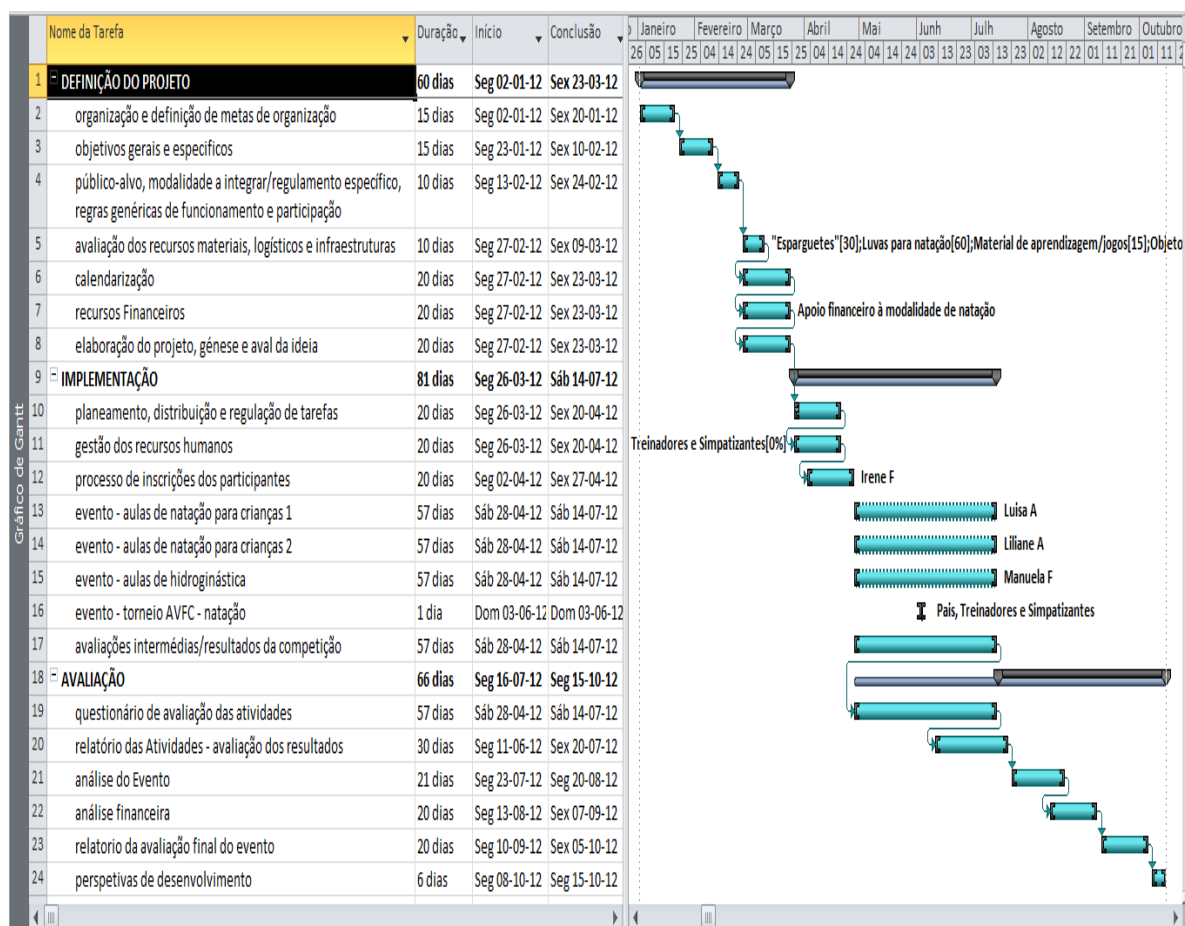 Nome da Tarefa Duração Início Conclusão Janeiro Fevereiro Março Abril Mai Junh Julh Agosto Setembro Outubro
26 05 15 25 04 14 24 05 15 25 04 14 24 04 14 24 03 13 23 03 13 23 02 12 22 01 11 21 01 11 2
1 DEFINIÇÃO DO PROJETO 60 dias Seg 02-01-12 Sex 23-03-12
2 organização e definição de metas de organização 15 dias Seg 02-01-12 Sex 20-01-12
3 objetivos gerais e especificos 15 dias Seg 23-01-12 Sex 10-02-12
4 público-alvo, modalidade a integrar/regulamento específico, 10 dias Seg 13-02-12 Sex 24-02-12
regras genéricas de funcionamento e participação
5 avaliação dos recursos materiais, logísticos e infraestruturas 10 dias Seg 27-02-12 Sex 09-03-12 "Esparguetes"[30];Luvas para natação[60];Material de aprendizagem/jogos[15];Objeto
6 calendarização 20 dias Seg 27-02-12 Sex 23-03-12
7 recursos Financeiros 20 dias Seg 27-02-12 Sex 23-03-12 Apoio financeiro à modalidade de natação
8 elaboração do projeto, génese e aval da ideia 20 dias Seg 27-02-12 Sex 23-03-12
9 IMPLEMENTAÇÃO 81 dias Seg 26-03-12 Sáb 14-07-12
10 planeamento, distribuição e regulação de tarefas 20 dias Seg 26-03-12 Sex 20-04-12
11 gestão dos recursos humanos 20 dias Seg 26-03-12 Sex 20-04-12 Treinadores e Simpatizantes[0%]
12 processo de inscrições dos participantes 20 dias Seg 02-04-12 Sex 27-04-12 Irene F
13 evento - aulas de natação para crianças 1 57 dias Sáb 28-04-12 Sáb 14-07-12 Luisa A
14 evento - aulas de natação para crianças 2 57 dias Sáb 28-04-12 Sáb 14-07-12 Liliane A
15 evento - aulas de hidroginástica 57 dias Sáb 28-04-12 Sáb 14-07-12 Manuela F
16 evento - torneio AVFC - natação 1 dia Dom 03-06-12 Dom 03-06-12 Pais, Treinadores e Simpatizantes
17 avaliações intermédias/resultados da competição 57 dias Sáb 28-04-12 Sáb 14-07-12
18 AVALIAÇÃO 66 dias Seg 16-07-12 Seg 15-10-12
19 questionário de avaliação das atividades 57 dias Sáb 28-04-12 Sáb 14-07-12
20 relatório das Atividades - avaliação dos resultados 30 dias Seg 11-06-12 Sex 20-07-12
21 análise do Evento 21 dias Seg 23-07-12 Seg 20-08-12
22 análise financeira 20 dias Seg 13-08-12 Sex 07-09-12
23 relatorio da avaliação final do evento 20 dias Seg 10-09-12 Sex 05-10-12
24 perspetivas de desenvolvimento 6 dias Seg 08-10-12 Seg 15-10-12
Gráfico de Gantt